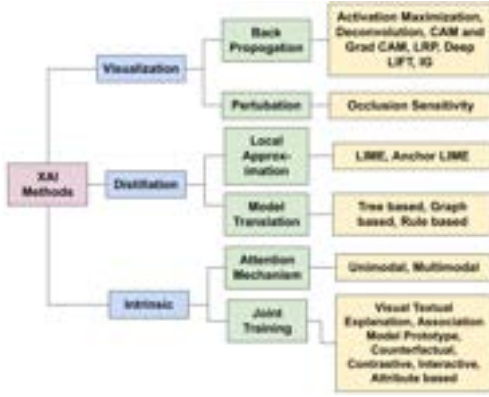 XAI
Methods
Visualization
Back
Propogation
Activation Maximization,
Deconvolution, CAM and
Grad CAM, LRP, Deep
LIFT, IG
Pertubation
Occlusion Sensitivity
Distillation
Local
Approx-
imation
LIME, Anchor LIME
Model
Translation
Tree based, Graph
based, Rule based
Intrinsic
Attention
Mechanism
Unimodal, Multimodal
Joint
Training
Visual Textual
Explanation, Association
Model Prototype,
Counterfactual,
Contrastive, Interactive,
Attribute based